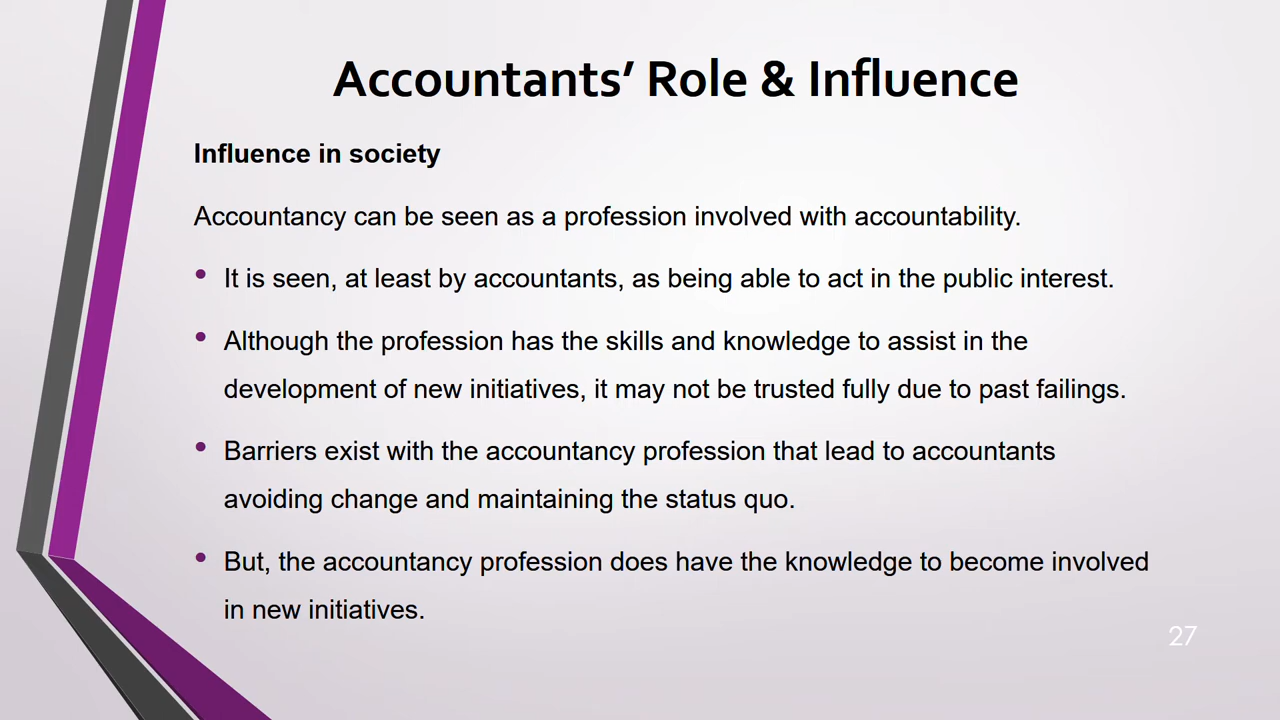 Accountants’ Role & Influence
Influence in society
Accountancy can be seen as a profession involved with accountability.
• It is seen, at least by accountants, as being able to act in the public interest.
• Although the profession has the skills and knowledge to assist in the
development of new initiatives, it may not be trusted fully due to past failings.
• Barriers exist with the accountancy profession that lead to accountants
avoiding change and maintaining the status quo.
• But, the accountancy profession does have the knowledge to become involved
in new initiatives.
27